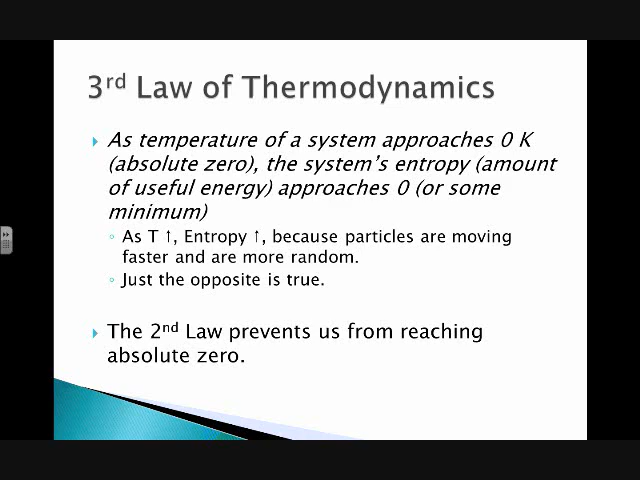 3rd Law of Thermodynamics
As temperature of a system approaches 0 K
(absolute zero), the system's entropy (amount
of useful energy) approaches 0 (or some
minimum)
As T ↑, Entropy ↑, because particles are moving
faster and are more random.
Just the opposite is true.
The 2nd Law prevents us from reaching
absolute zero.